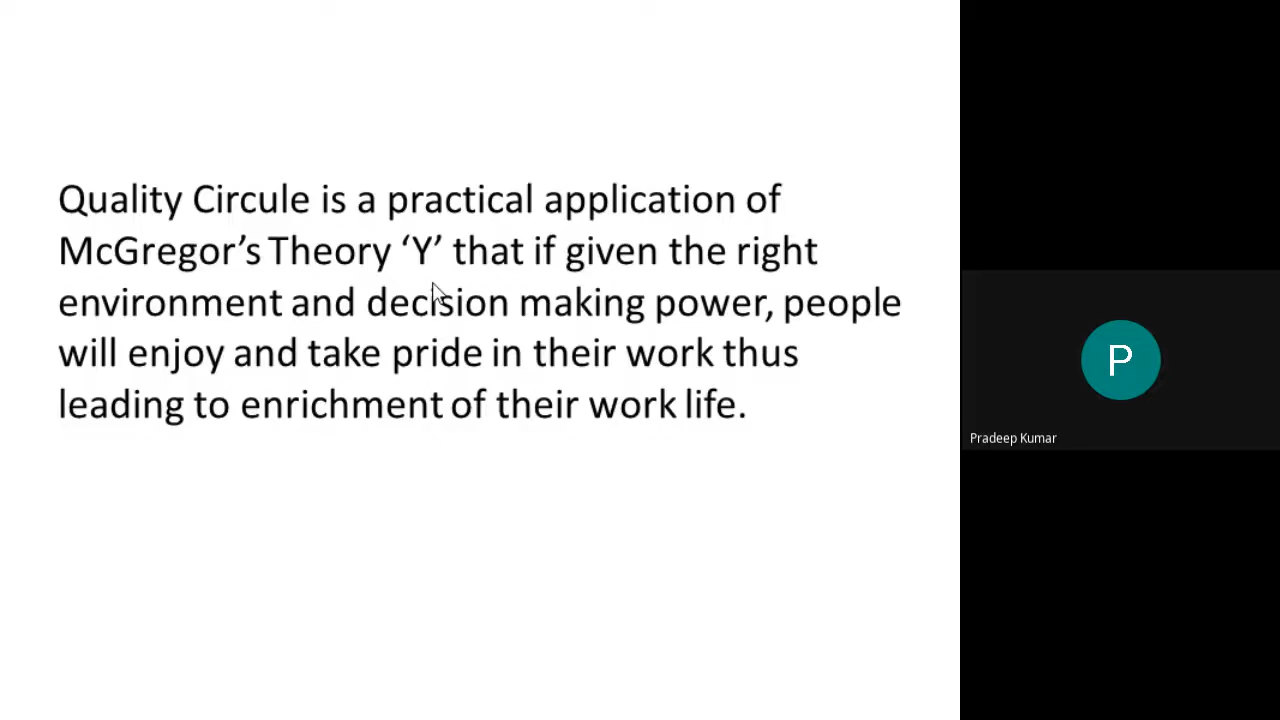 Quality Circule is a practical application of
McGregor’s Theory ‘Y’ that if given the right
environment and decision making power, people
will enjoy and take pride in their work thus
leading to enrichment of their work life.
P
Pradeep Kumar